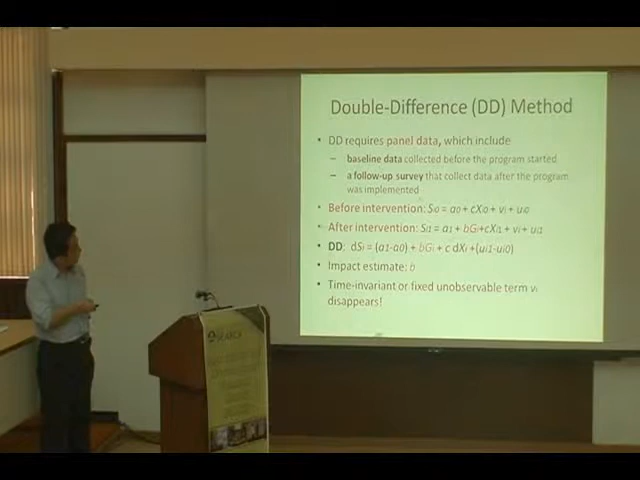 Double-Difference (DD) Method
• DD requires panel data, which include
– baseline data collected before the program started
– a follow-up survey that collect data after the program
was implemented
• Before intervention: Si0 = a0 + cXi0 + vi + ui0
• After intervention: Si1 = a1 + bGi+cXi1 + vi + ui1
• DD: dSi = (a1-a0) + bGi + c dXi +(ui1-ui0)
• Impact estimate: b
• Time-invariant or fixed unobservable term vi
disappears!
SEARCA